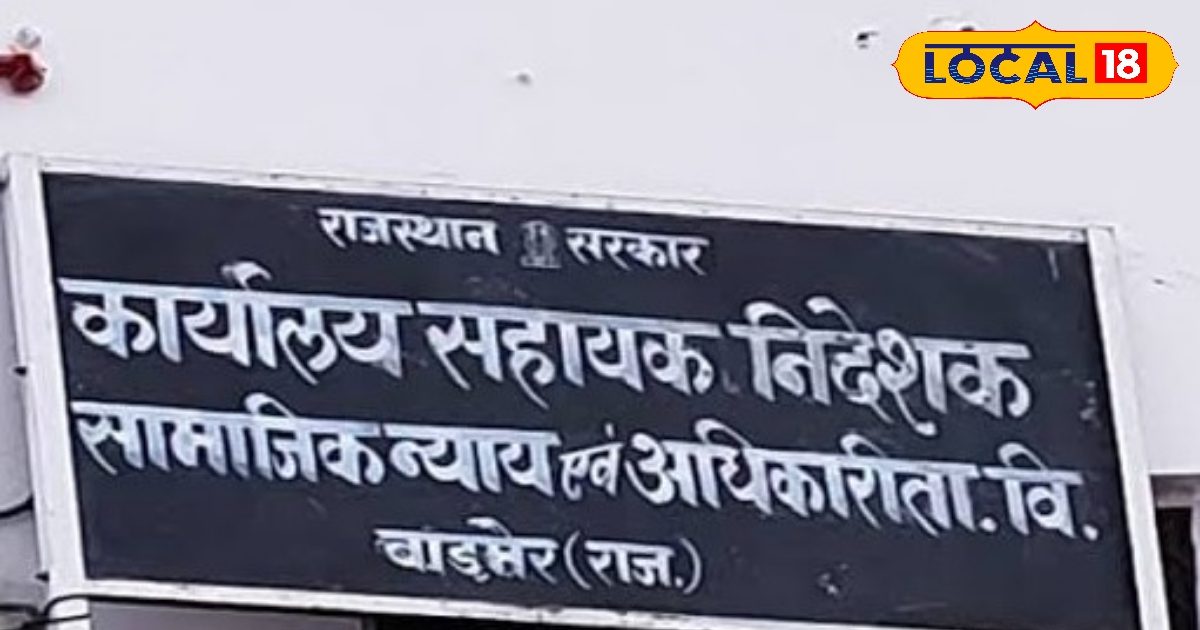 LOCAL 18
राजस्थान सरकार
कार्यालय सहायक निदेशक
सामाजिक न्याय एवं अधिकारीता. वि.
बाड़मेर (राज.)